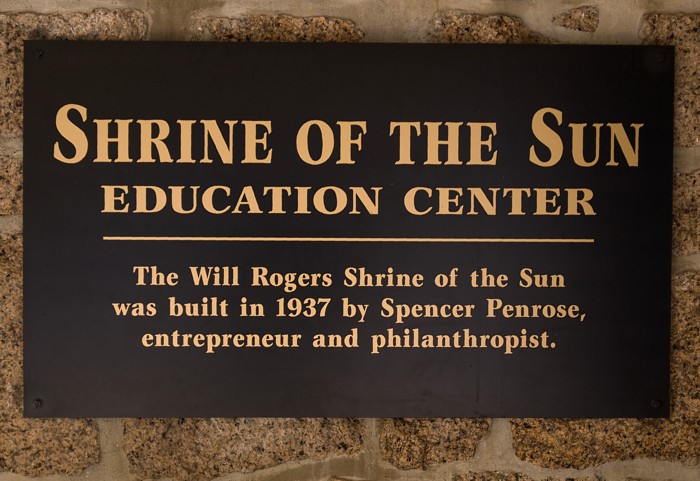 SHRINE OF THE SUN
EDUCATION CENTER
The Will Rogers Shrine of the Sun
was built in 1937 by Spencer Penrose,
entrepreneur and philanthropist.